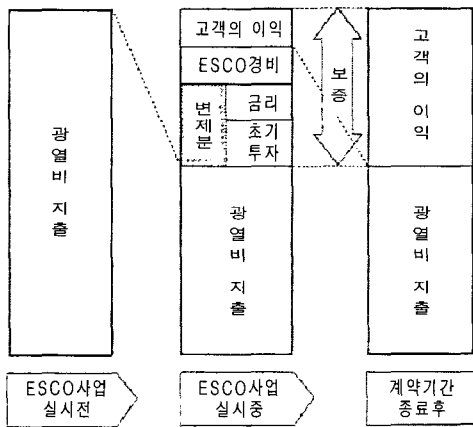 광열비 지출
고객의 이익
ESCO경비
변제분
금리
초기
투자
광열비 지출
보증
고객의 이익
광열비 지출
ESCO사업
실시전
ESCO사업
실시중
계약기간
종료후